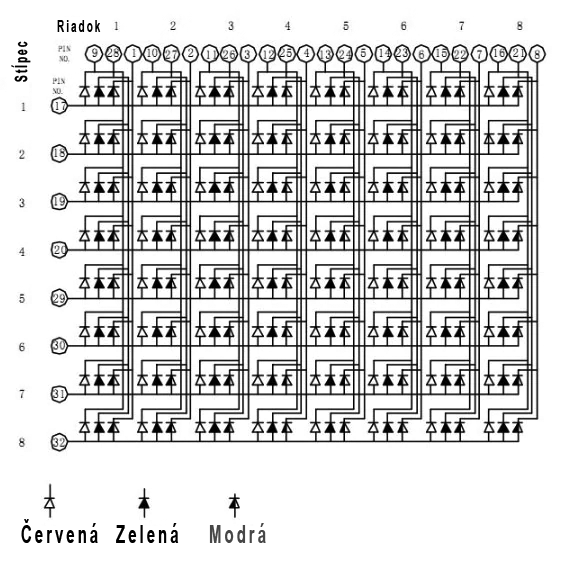 Riadok 1 2 3 4 5 6 7 8
Stĺpec
PIN NO. 9 28 1 10 27 2 11 26 3 12 25 4 13 24 5 14 23 6 15 22 7 16 21 8
PIN NO.
1 17
2 18
3 19
4 20
5 29
6 30
7 31
8 32
Červená Zelená Modrá